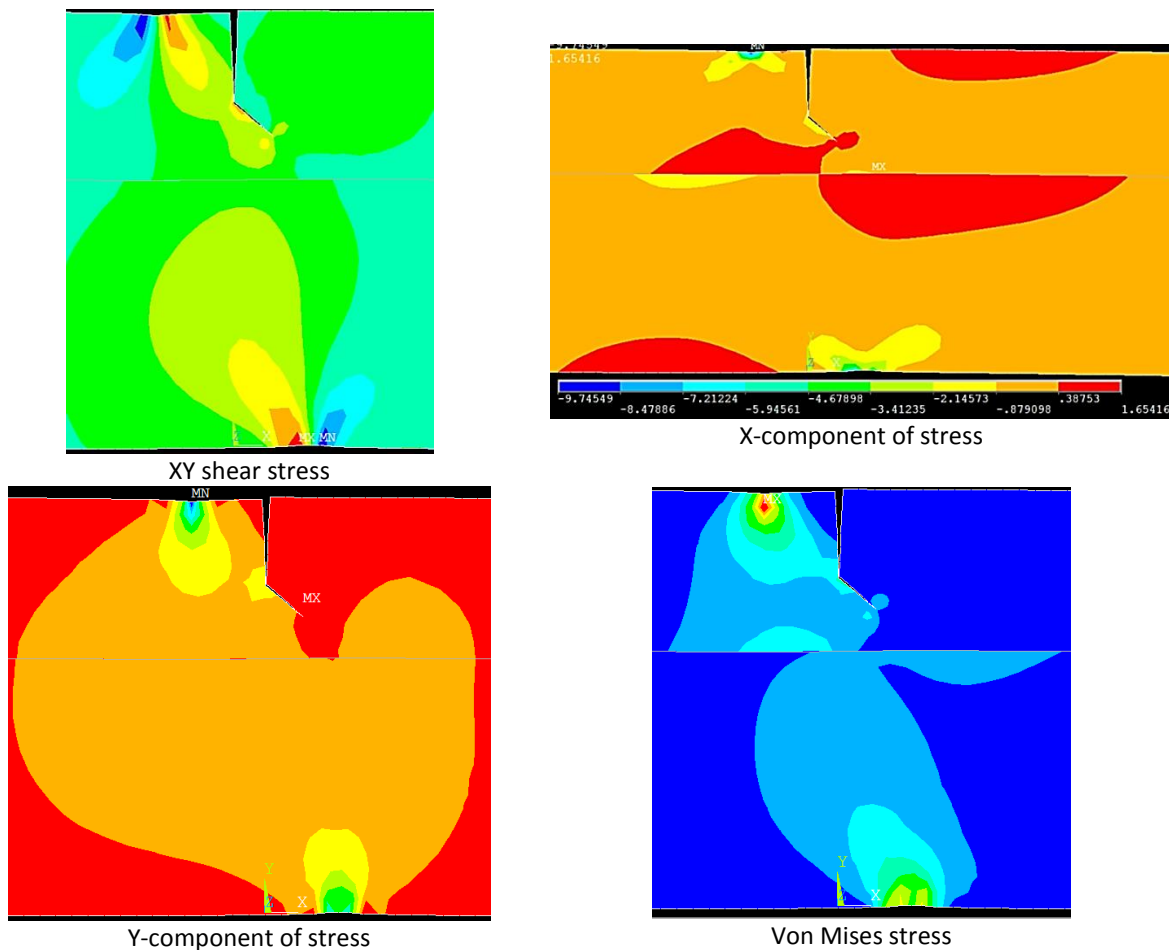 -9.74549
MN
1.65416
MX
Y
Z X
-9.74549 -7.21224 -4.67898 -2.14573 .38753
-8.47886 -5.94561 -3.41235 -.879098 1.65416
X-component of stress
Z X MX MN
XY shear stress
MN
MX
Y
Z X
Y-component of stress
MX
Y
Z X
Von Mises stress